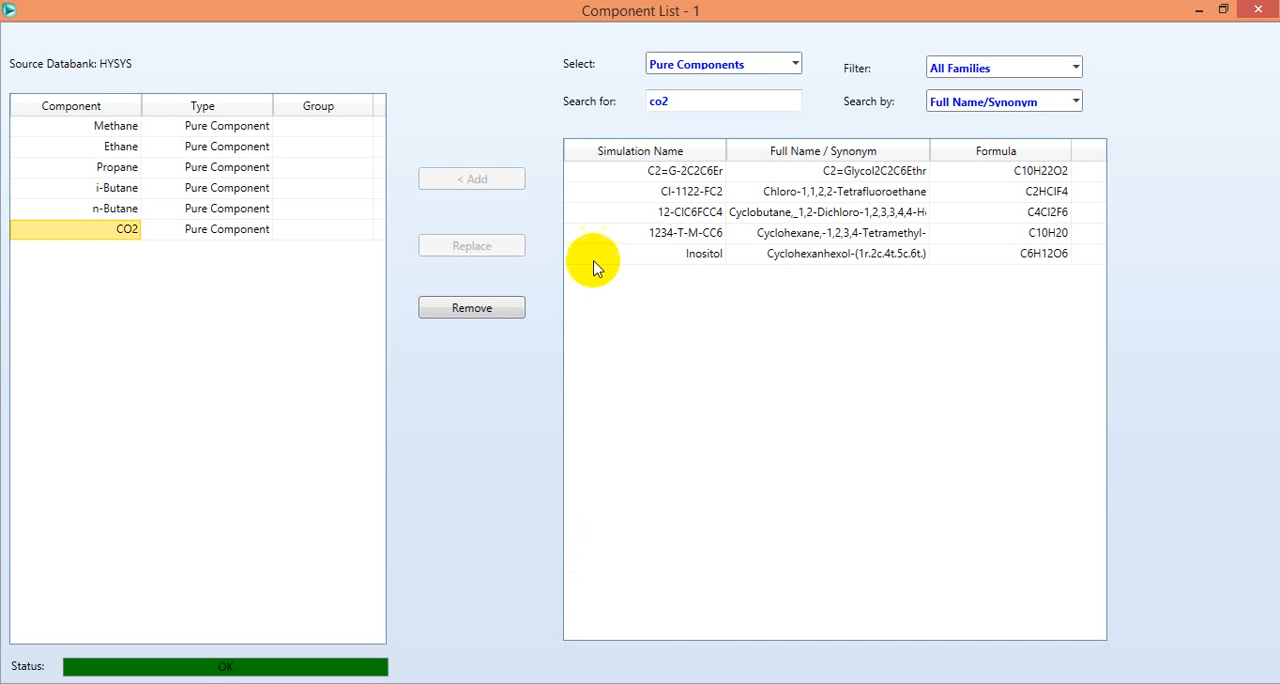 Component List - 1
Source Databank: HYSYS
Select: Pure Components Filter: All Families
Search for: co2 Search by: Full Name/Synonym
Component Type Group
Methane Pure Component
Ethane Pure Component
Propane Pure Component
i-Butane Pure Component
n-Butane Pure Component
CO2 Pure Component
< Add
Replace
Remove
Simulation Name Full Name / Synonym Formula
C2=G-2C2C6Er C2=Glycol2C2C6Ethr C10H22O2
Cl-1122-FC2 Chloro-1,1,2,2-Tetrafluoroethane C2HClF4
12-ClC6FCC4 Cyclobutane,_1,2-Dichloro-1,2,3,3,4,4-He C4Cl2F6
1234-T-M-CC6 Cyclohexane,-1,2,3,4-Tetramethyl- C10H20
Inositol Cyclohexanhexol-(1r.2c.4t.5c.6t.) C6H12O6
Status: OK